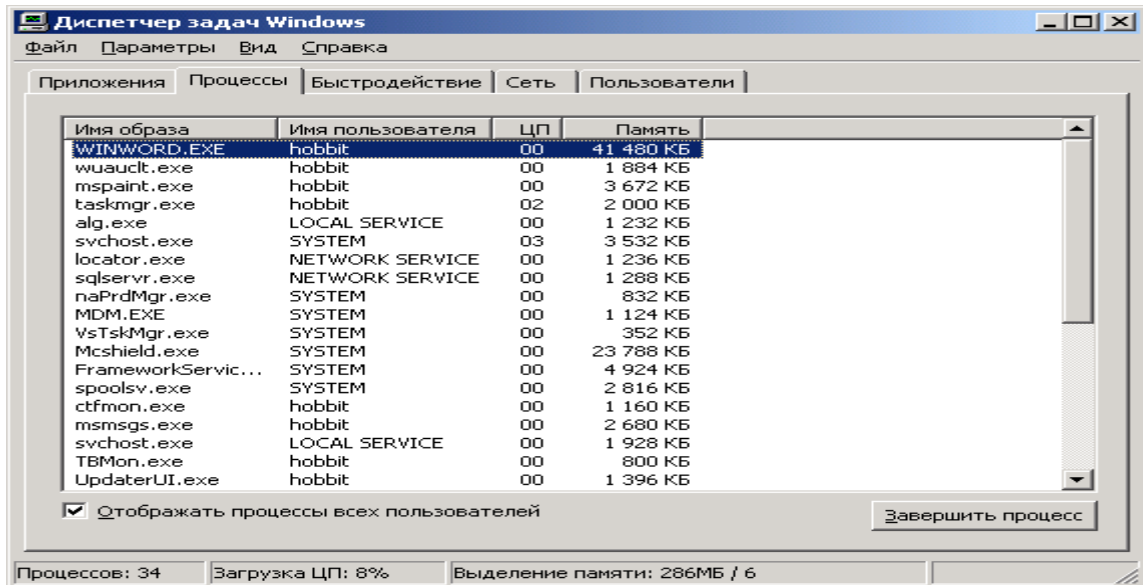 Диспетчер задач Windows
Файл Параметры Вид Справка
Приложения Процессы Быстродействие Сеть Пользователи
Имя образа Имя пользователя ЦП Память
WINWORD.EXE hobbit 00 41 480 КБ
wuauclt.exe hobbit 00 1 884 КБ
mspaint.exe hobbit 00 3 672 КБ
taskmgr.exe hobbit 02 2 000 КБ
alg.exe LOCAL SERVICE 00 1 232 КБ
svchost.exe SYSTEM 03 3 532 КБ
locator.exe NETWORK SERVICE 00 1 236 КБ
sqlservr.exe NETWORK SERVICE 00 1 288 КБ
naPrdMgr.exe SYSTEM 00 832 КБ
MDM.EXE SYSTEM 00 1 124 КБ
VsTskMgr.exe SYSTEM 00 352 КБ
Mcshield.exe SYSTEM 00 23 788 КБ
FrameworkServic... SYSTEM 00 4 924 КБ
spoolsv.exe SYSTEM 00 2 816 КБ
ctfmon.exe hobbit 00 1 160 КБ
msmsgs.exe hobbit 00 2 680 КБ
svchost.exe LOCAL SERVICE 00 1 928 КБ
TBMon.exe hobbit 00 800 КБ
UpdaterUI.exe hobbit 00 1 396 КБ
Отображать процессы всех пользователей
Завершить процесс
Процессов: 34 Загрузка ЦП: 8% Выделение памяти: 286МБ / 6